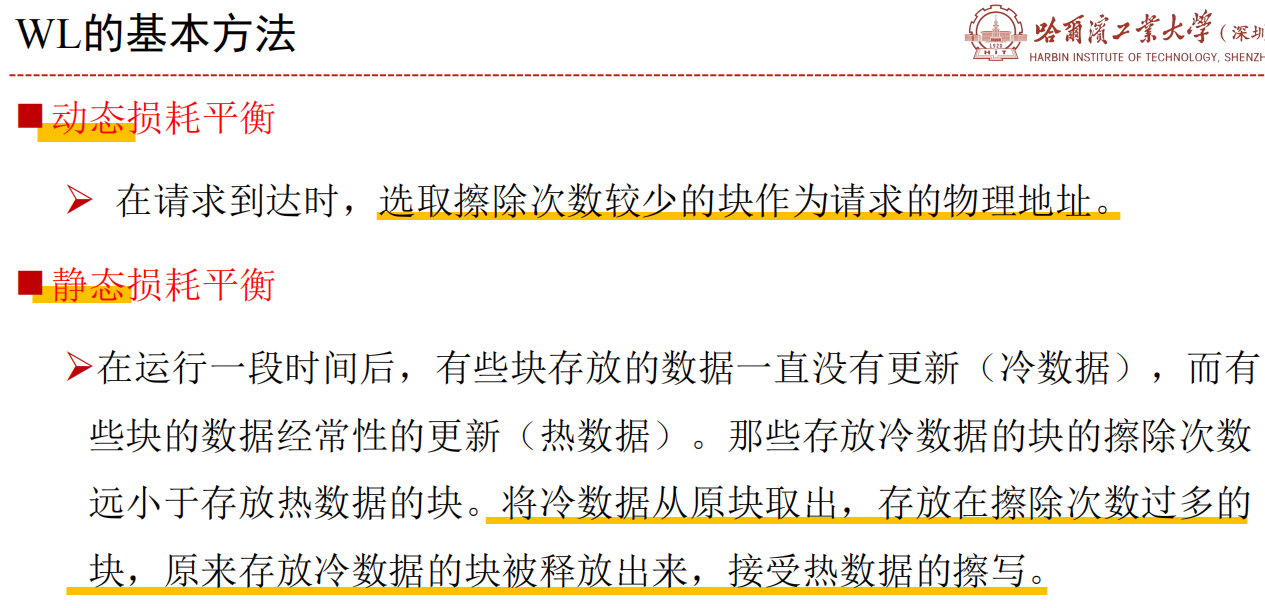 WL的基本方法
哈爾濱工業大學(深圳
HARBIN INSTITUTE OF TECHNOLOGY, SHENZH
1920
HIT
动态损耗平衡
在请求到达时，选取擦除次数较少的块作为请求的物理地址。
静态损耗平衡
在运行一段时间后，有些块存放的数据一直没有更新（冷数据），而有
些块的数据经常性的更新（热数据）。那些存放冷数据的块的擦除次数
远小于存放热数据的块。将冷数据从原块取出，存放在擦除次数过多的
块，原来存放冷数据的块被释放出来，接受热数据的擦写。